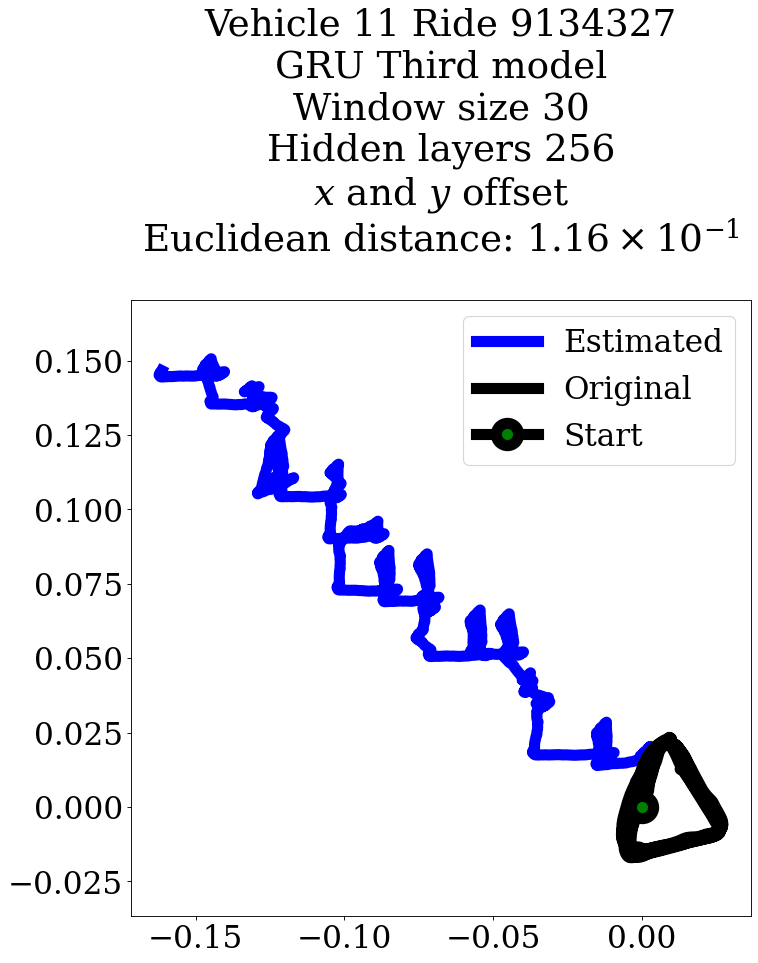 Vehicle 11 Ride 9134327
GRU Third model
Window size 30
Hidden layers 256
x and y offset
Euclidean distance: 1.16 × 10⁻¹
Estimated
Original
Start
0.150
0.125
0.100
0.075
0.050
0.025
0.000
−0.025
−0.15 −0.10 −0.05 0.00